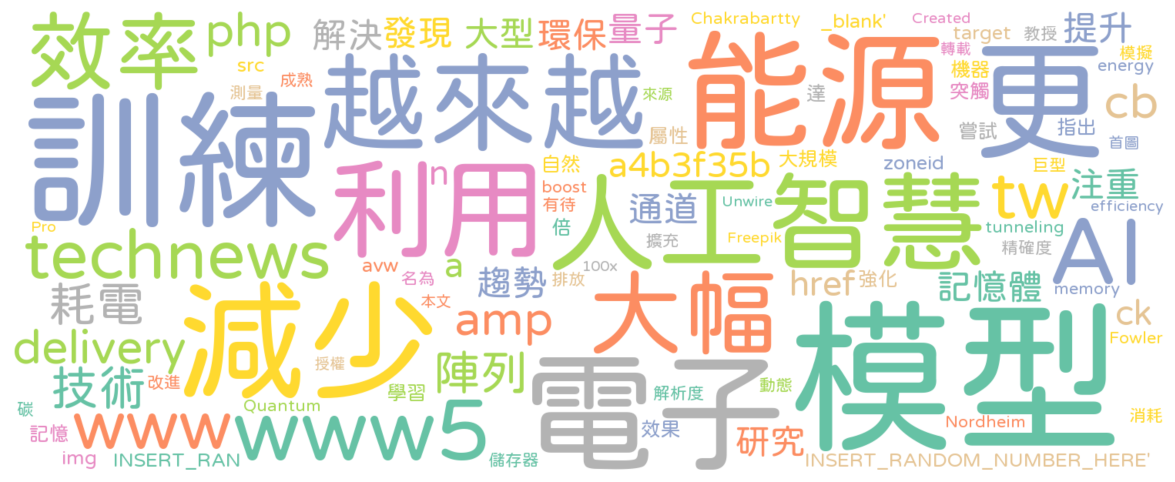 效率 php 解決 發現 大型 環保 量子 Chakrabartty _blank' Created target 教授 提升
src 成熟 轉載 模擬
測量 越來越 來源 能源 達 機器 突觸 更 energy cb
訓練 屬性 嘗試 指出 首圖
利用 n 自然 a4b3f35b 大規模 zoneid 巨型
boost 有待 人工智慧 通道 Unwire tw 注重 efficiency
Pro technews 倍 擴充 Freepik tunneling 精確度 AI
avw 名為 a 趨勢 排放 100x href 強化 記憶體 memory
耗電 減少 本文 amp 大幅 模型 ck
delivery 授權 陣列 電子 Fowler
技術 改進 學習 解析度 動態
碳 Quantum 消耗
記憶 www www5 效果 研究 Nordheim
img INSERT_RAN 儲存器 INSERT_RANDOM_NUMBER_HERE'